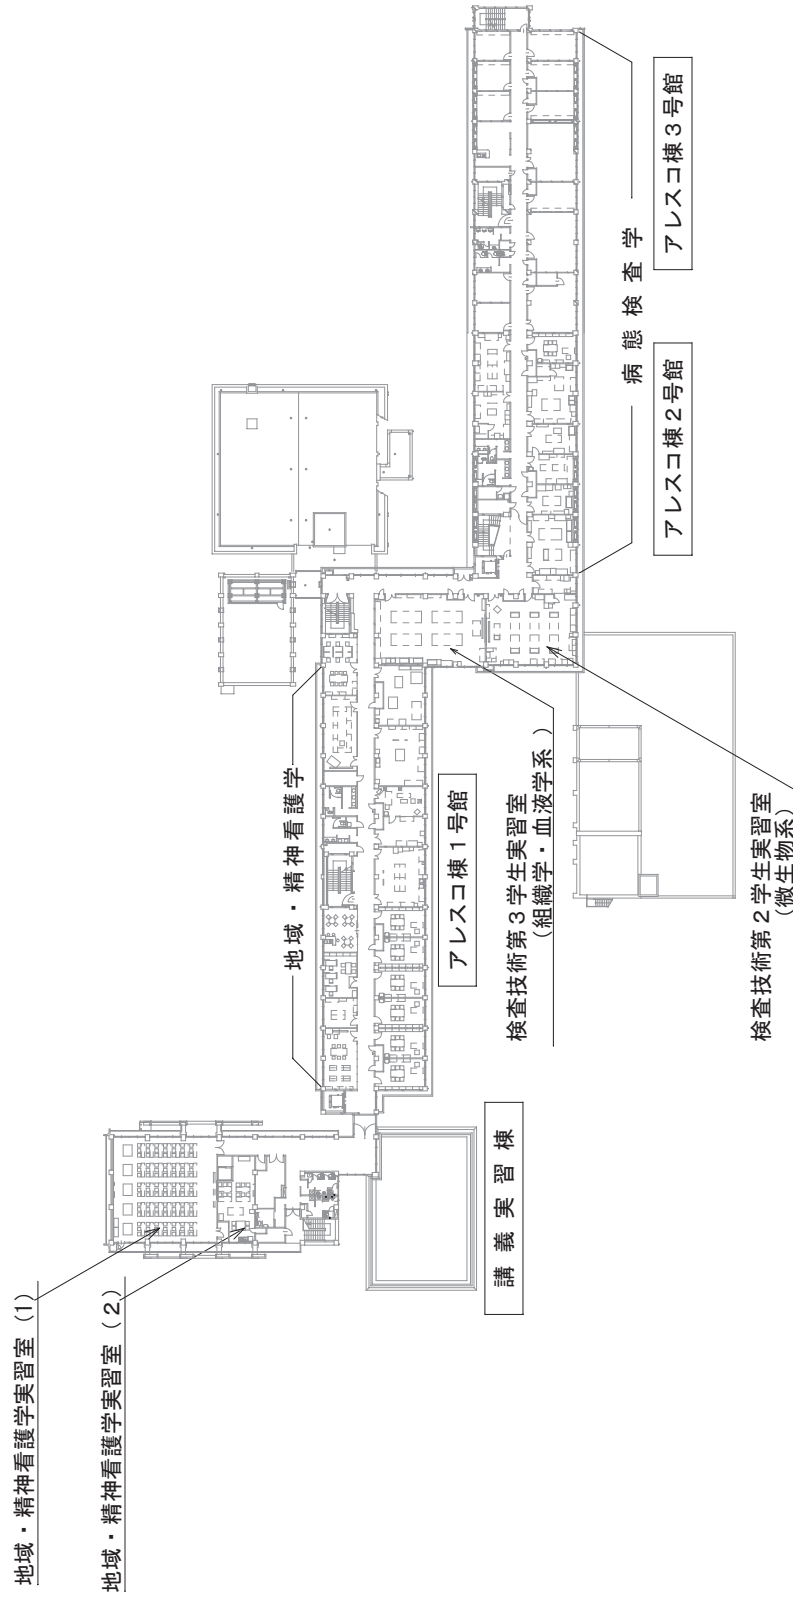 地域・精神看護学実習室（1）
地域・精神看護学実習室（2）
地域・精神看護学
講義実習棟
アレスコ棟1号館
検査技術第3学生実習室
（組織学・血液学系）
病態検査学
アレスコ棟2号館
アレスコ棟3号館
検査技術第2学生実習室
（微生物系）